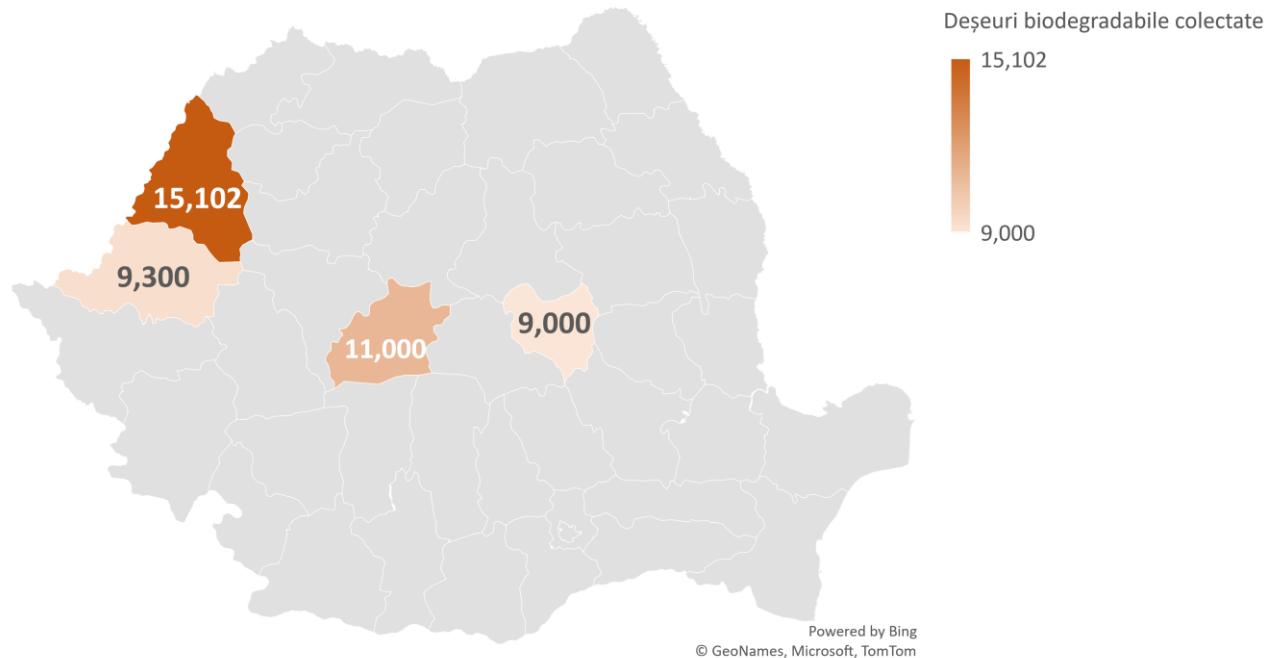 Deșeuri biodegradabile colectate
15,102
9,000
15,102
9,300
11,000
9,000
Powered by Bing
© GeoNames, Microsoft, TomTom